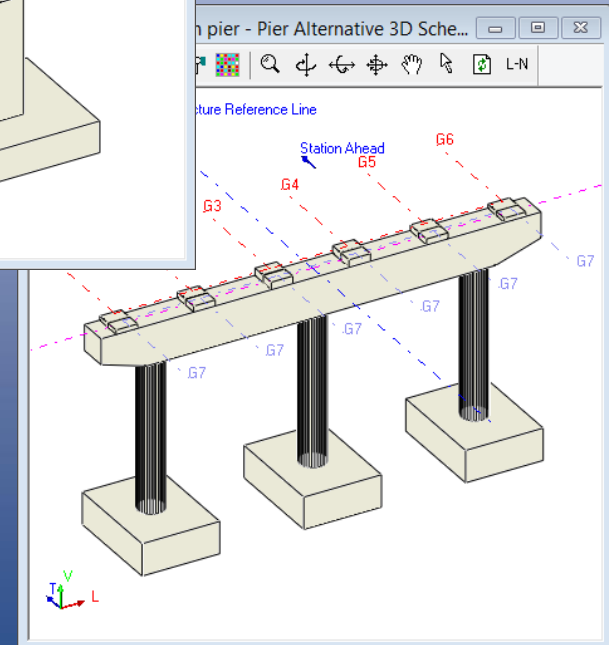 n pier - Pier Alternative 3D Sche...
L-N
cture Reference Line
Station Ahead
G6
G5
G4
G3
G7
G7
G7
G7
G7
G7
V
T
L